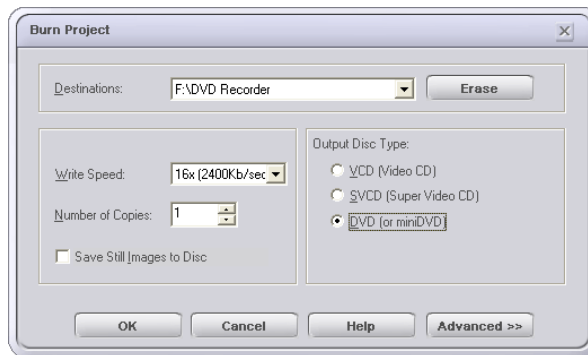 Burn Project
Destinations: F:\DVD Recorder Erase
Output Disc Type:
VCD (Video CD)
Write Speed: 16x (2400Kb/sec
SVCD (Super Video CD)
Number of Copies: 1
DVD (or miniDVD)
Save Still Images to Disc
OK Cancel Help Advanced >>